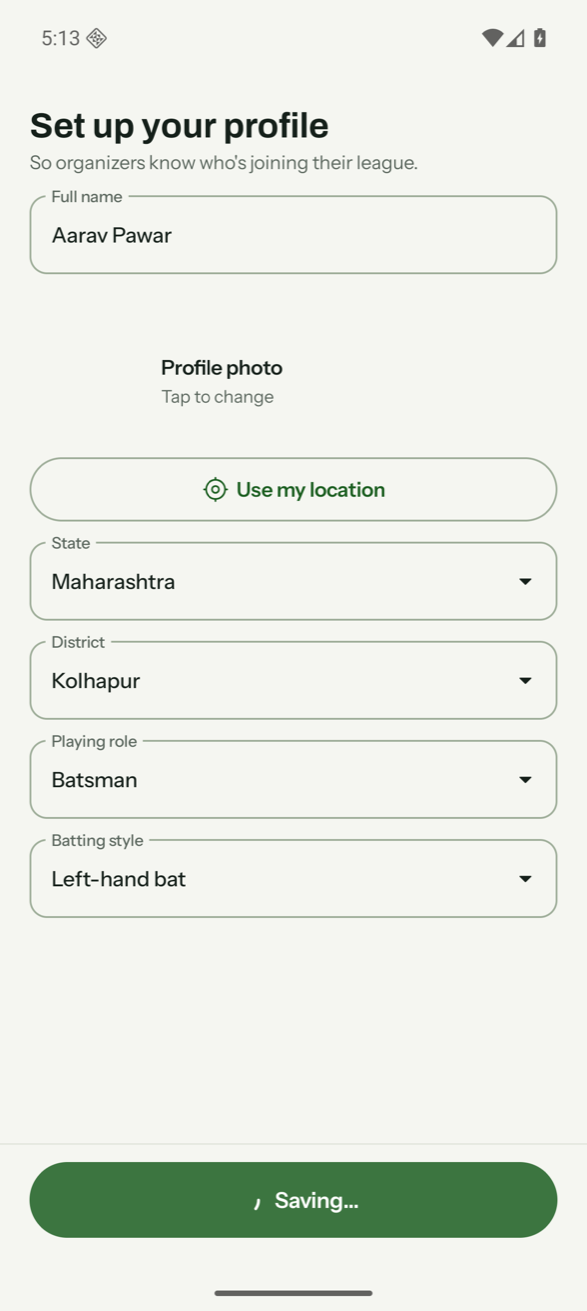 5:13
Set up your profile
So organizers know who's joining their league.
Full name
Aarav Pawar
Profile photo
Tap to change
Use my location
State
Maharashtra
District
Kolhapur
Playing role
Batsman
Batting style
Left-hand bat
Saving...